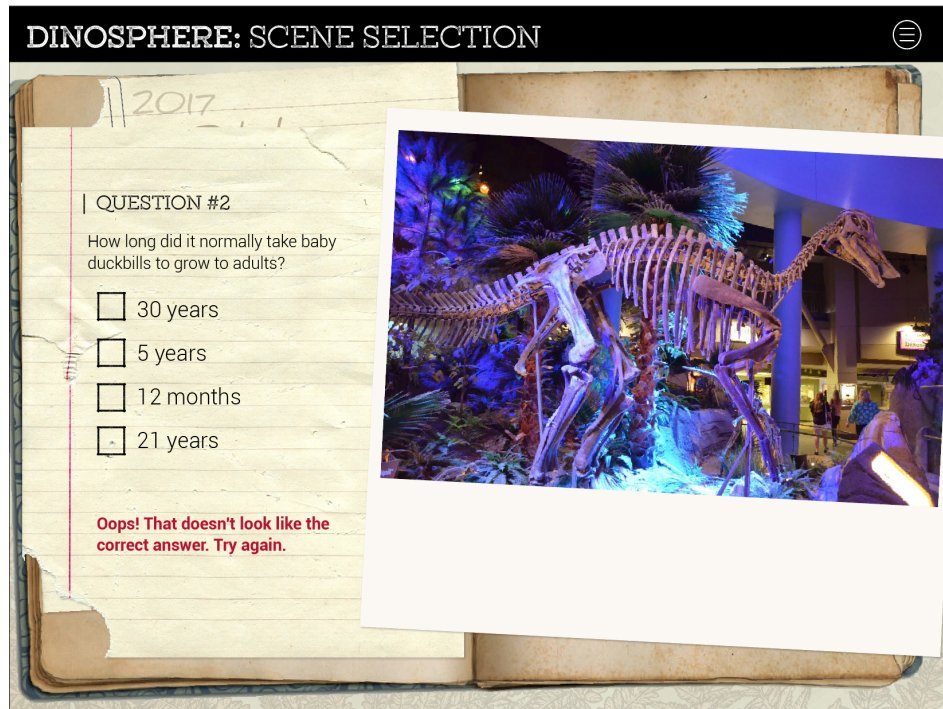 DINOSPHERE: SCENE SELECTION
2017
QUESTION #2
How long did it normally take baby
duckbills to grow to adults?
30 years
5 years
12 months
21 years
Oops! That doesn't look like the
correct answer. Try again.